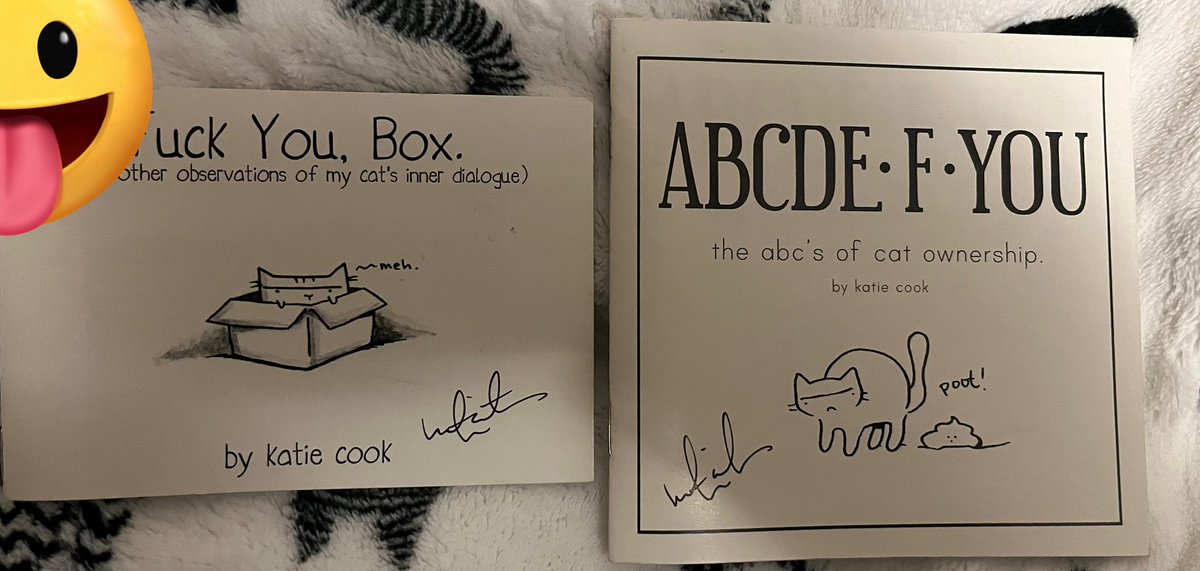 uck You, Box.
other observations of my cat's inner dialogue)
meh.
by katie cook
ABCDE·F·YOU
the abc's of cat ownership.
by katie cook
poot!